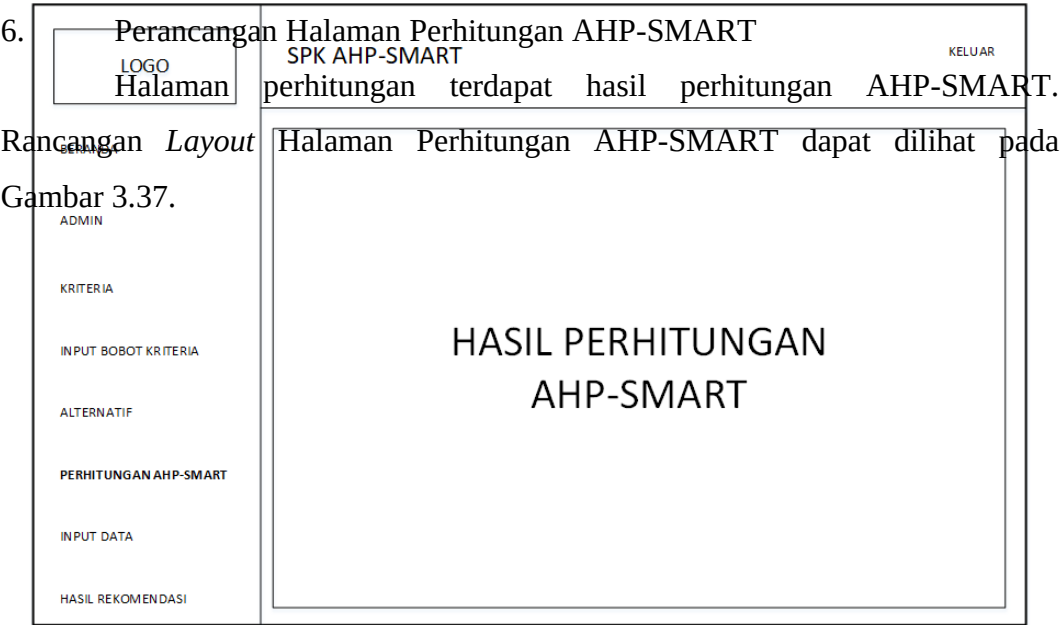 6. Perancangan Halaman Perhitungan AHP-SMART
Halaman perhitungan terdapat hasil perhitungan AHP-SMART.
Rancangan Layout Halaman Perhitungan AHP-SMART dapat dilihat pada
Gambar 3.37.
LOGO
SPK AHP-SMART
KELUAR
BERANDA
ADMIN
KRITERIA
INPUT BOBOT KRITERIA
ALTERNATIF
PERHITUNGAN AHP-SMART
INPUT DATA
HASIL REKOMENDASI
HASIL PERHITUNGAN
AHP-SMART